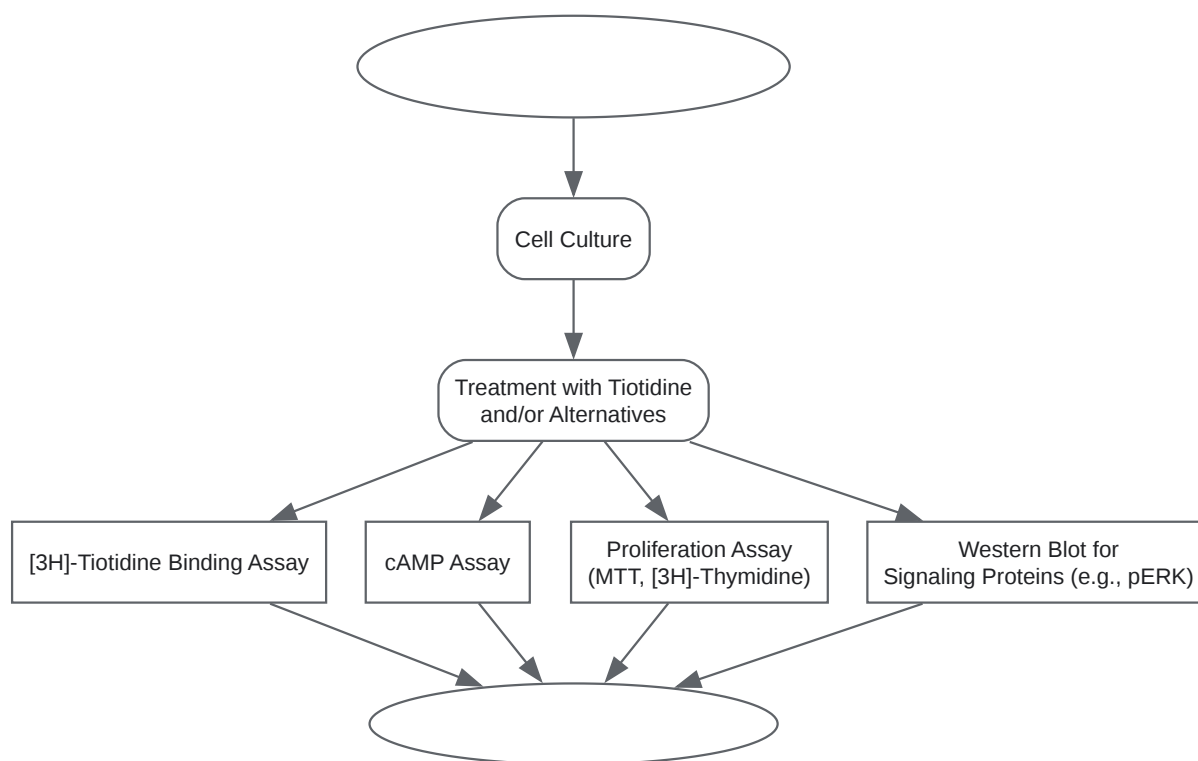 Cell Culture
Treatment with Tiotidine
and/or Alternatives
[3H]-Tiotidine Binding Assay
cAMP Assay
Proliferation Assay
(MTT, [3H]-Thymidine)
Western Blot for
Signaling Proteins (e.g., pERK)